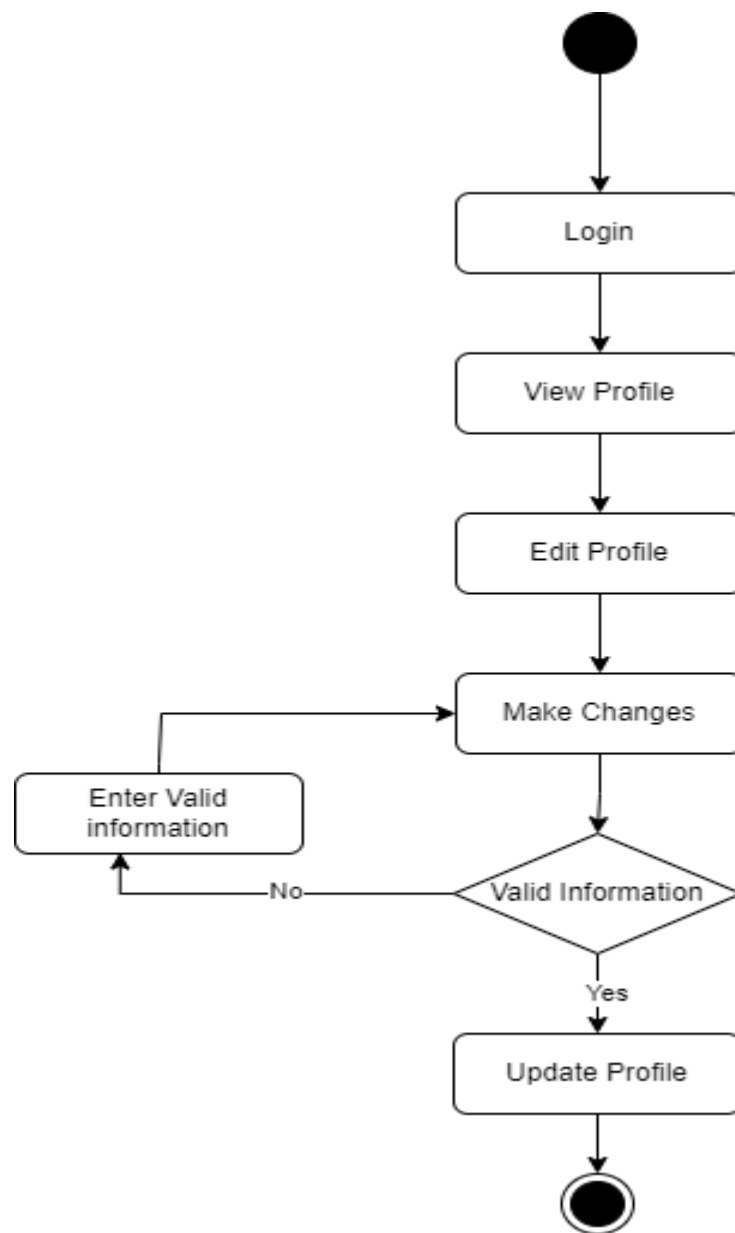 Login
View Profile
Edit Profile
Make Changes
Enter Valid
information
Valid Information
No
Yes
Update Profile